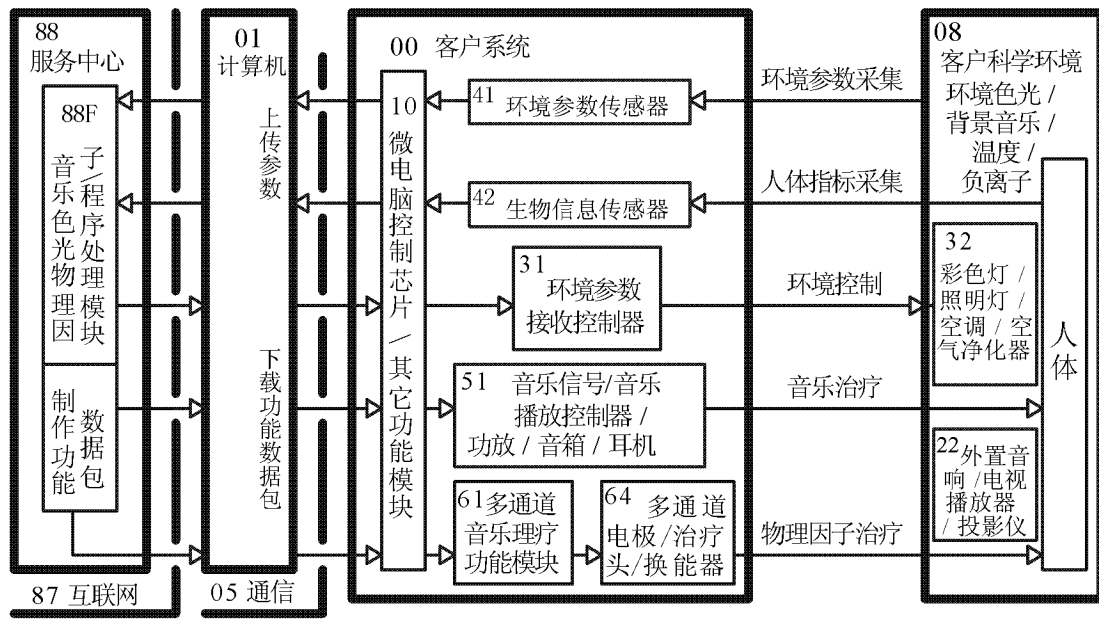 88
服务中心
88F
音乐色光物理因
子/程序处理模块
制作功能
数据包
87 互联网
01
计算机
上传参数
下载功能数据包
05 通信
00 客户系统
10
微电脑控制芯片/其它功能模块
41
环境参数传感器
42
生物信息传感器
31
环境参数
接收控制器
51
音乐信号/音乐
播放控制器/
功放/音箱/耳机
61 多通道
音乐理疗
功能模块
64
多通道
电极/治疗
头/换能器
环境参数采集
人体指标采集
环境控制
音乐治疗
物理因子治疗
08
客户科学环境
环境色光/
背景音乐/
温度/
负离子
32
彩色灯/
照明灯/
空调/空
气净化器
22 外置音
响/电视
播放器
/投影仪
人体